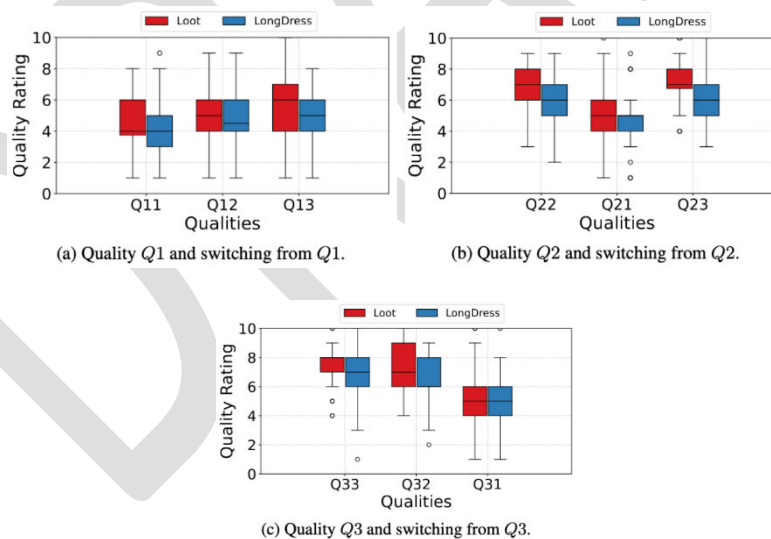 Loot LongDress
10
8
6
4
2
0
Quality Rating
Q11 Q12 Q13
Qualities
(a) Quality Q1 and switching from Q1.
Loot LongDress
10
8
6
4
2
0
Quality Rating
Q22 Q21 Q23
Qualities
(b) Quality Q2 and switching from Q2.
Loot LongDress
10
8
6
4
2
0
Quality Rating
Q33 Q32 Q31
Qualities
(c) Quality Q3 and switching from Q3.